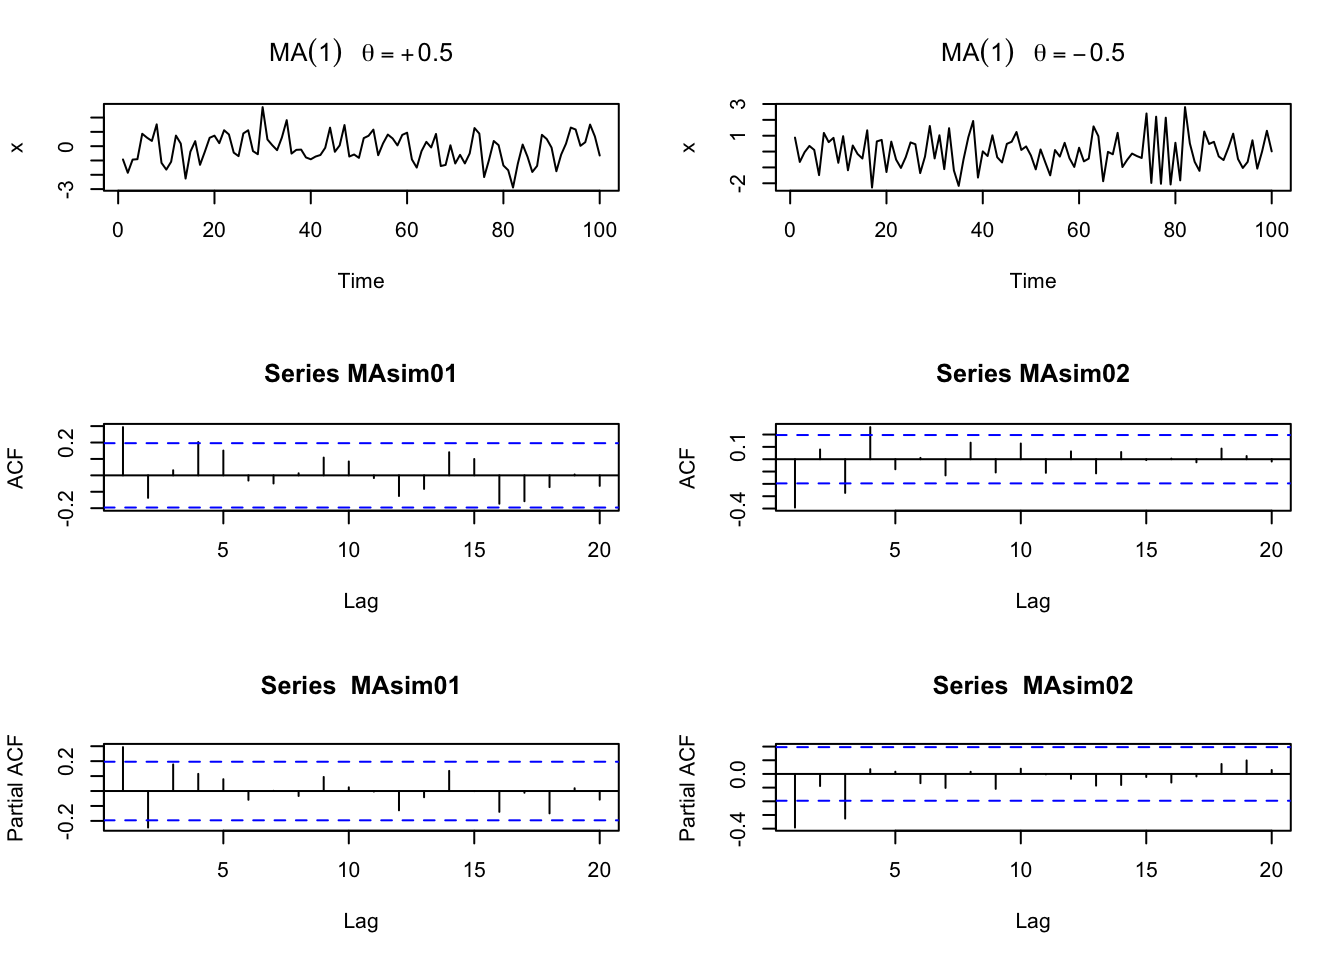 MA(1) θ = +0.5
x
0
-3
0 20 40 60 80 100
Time
MA(1) θ = −0.5
x
3
1
-2
0 20 40 60 80 100
Time
Series MAsim01
ACF
0.2
-0.2
5 10 15 20
Lag
Series MAsim02
ACF
0.1
-0.4
5 10 15 20
Lag
Series MAsim01
Partial ACF
0.2
-0.2
5 10 15 20
Lag
Series MAsim02
Partial ACF
0.0
-0.4
5 10 15 20
Lag